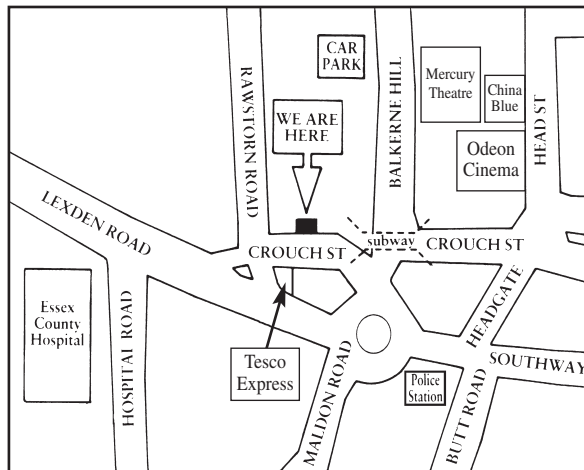 CAR
PARK
RAWSTORN ROAD
BALKERNE HILL
Mercury
Theatre
China
Blue
HEAD ST
WE ARE
HERE
Odeon
Cinema
LEXDEN ROAD
CROUCH ST
subway
CROUCH ST
Essex
County
Hospital
HOSPITAL ROAD
Tesco
Express
MALDON ROAD
HEADGATE
SOUTHWAY
Police
Station
BUTT ROAD